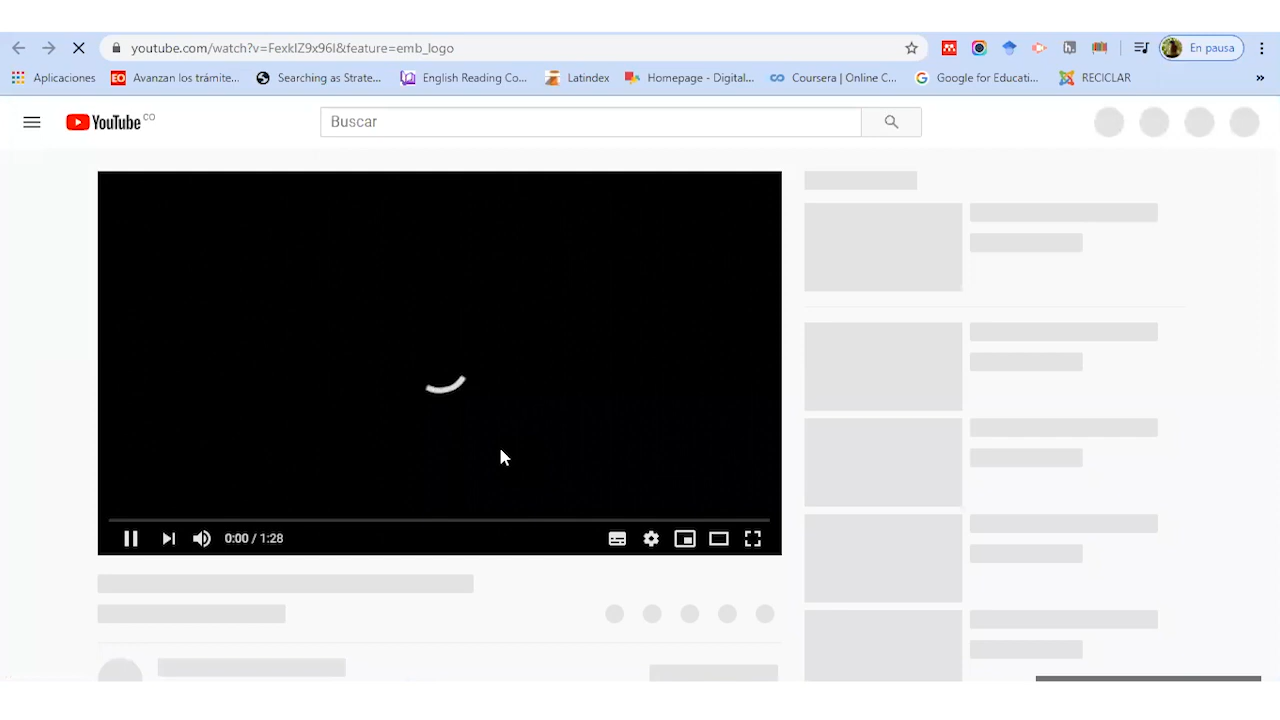 youtube.com/watch?v=FexkIZ9x96I&feature=emb_logo
En pausa
Aplicaciones
EO Avanzan los trámite...
Searching as Strate...
English Reading Co...
Latindex
Homepage - Digital...
Coursera | Online C...
Google for Educati...
RECICLAR
»
YouTube CO
Buscar
0:00 / 1:28